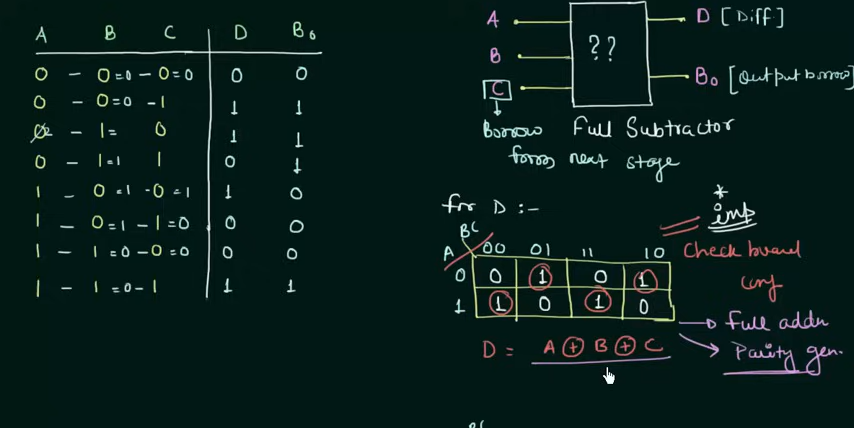 A B C D B₀
0 - 0=0 - 0=0 0 0
0 - 0=0 - 1 1 1
0 - 1= 0 1 1
0 - 1=1 1 0 1
1 - 0=1 - 0=1 1 0
1 - 0=1 - 1=0 0 0
1 - 1=0 - 0=0 0 0
1 - 1=0 - 1 1 1
A
B
C
??
D [Diff]
B₀ [Output borrow]
Borrow
from next stage
Full Subtractor
for D :-
* imp
BC
A 00 01 11 10
0 0 1 0 1
1 1 0 1 0
Check board
conf
Full adder
Parity gen.
D = A ⊕ B ⊕ C
BC